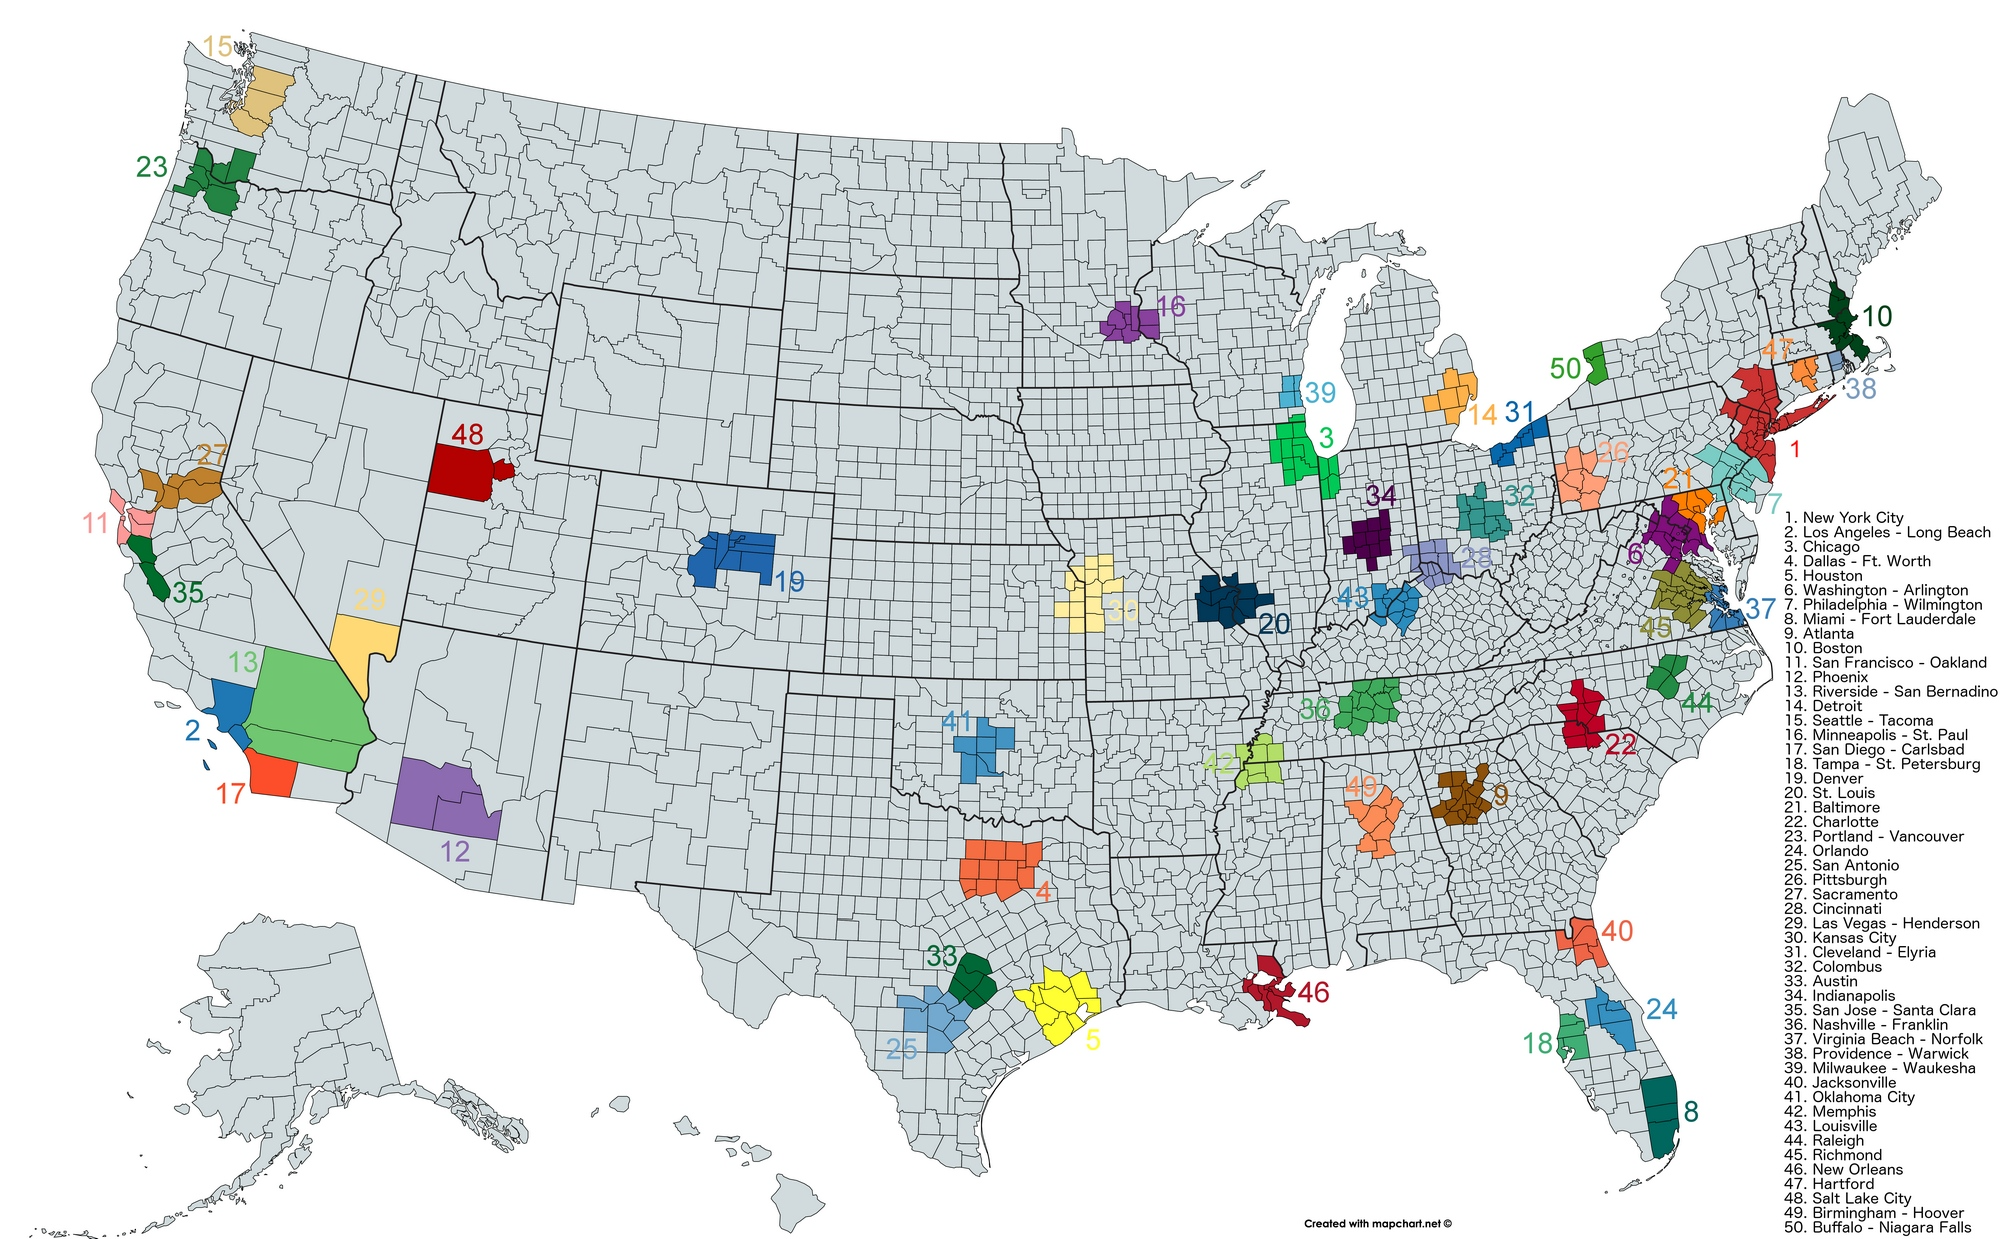 15
23
48
27
11
35
29
13
2
17
12
19
16
39
3
14
31
50
47
10
38
1
26
21
7
34
32
28
6
43
37
45
30
20
36
44
22
42
41
49
9
4
33
25
5
46
40
24
18
8
1. New York City
2. Los Angeles - Long Beach
3. Chicago
4. Dallas - Ft. Worth
5. Houston
6. Washington - Arlington
7. Philadelphia - Wilmington
8. Miami - Fort Lauderdale
9. Atlanta
10. Boston
11. San Francisco - Oakland
12. Phoenix
13. Riverside - San Bernadino
14. Detroit
15. Seattle - Tacoma
16. Minneapolis - St. Paul
17. San Diego - Carlsbad
18. Tampa - St. Petersburg
19. Denver
20. St. Louis
21. Baltimore
22. Charlotte
23. Portland - Vancouver
24. Orlando
25. San Antonio
26. Pittsburgh
27. Sacramento
28. Cincinnati
29. Las Vegas - Henderson
30. Kansas City
31. Cleveland - Elyria
32. Colombus
33. Austin
34. Indianapolis
35. San Jose - Santa Clara
36. Nashville - Franklin
37. Virginia Beach - Norfolk
38. Providence - Warwick
39. Milwaukee - Waukesha
40. Jacksonville
41. Oklahoma City
42. Memphis
43. Louisville
44. Raleigh
45. Richmond
46. New Orleans
47. Hartford
48. Salt Lake City
49. Birmingham - Hoover
50. Buffalo - Niagara Falls
Created with mapchart.net ©